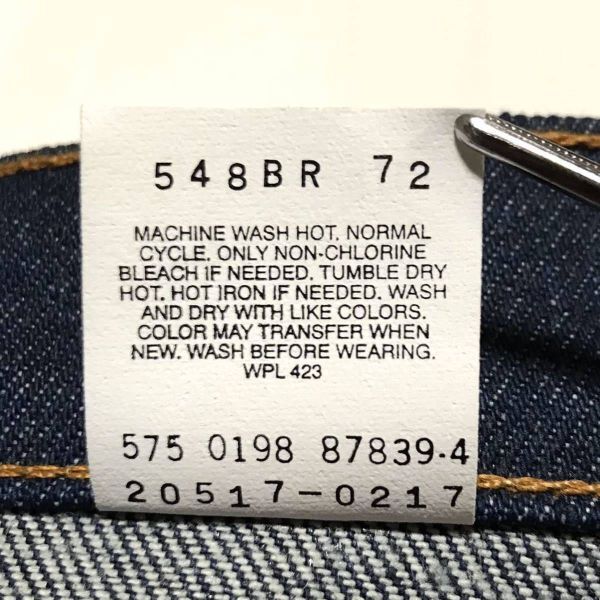 548BR 72
MACHINE WASH HOT, NORMAL
CYCLE. ONLY NON-CHLORINE
BLEACH IF NEEDED. TUMBLE DRY
HOT. HOT IRON IF NEEDED. WASH
AND DRY WITH LIKE COLORS.
COLOR MAY TRANSFER WHEN
NEW. WASH BEFORE WEARING.
WPL 423
575 0198 87839-4
20517-0217